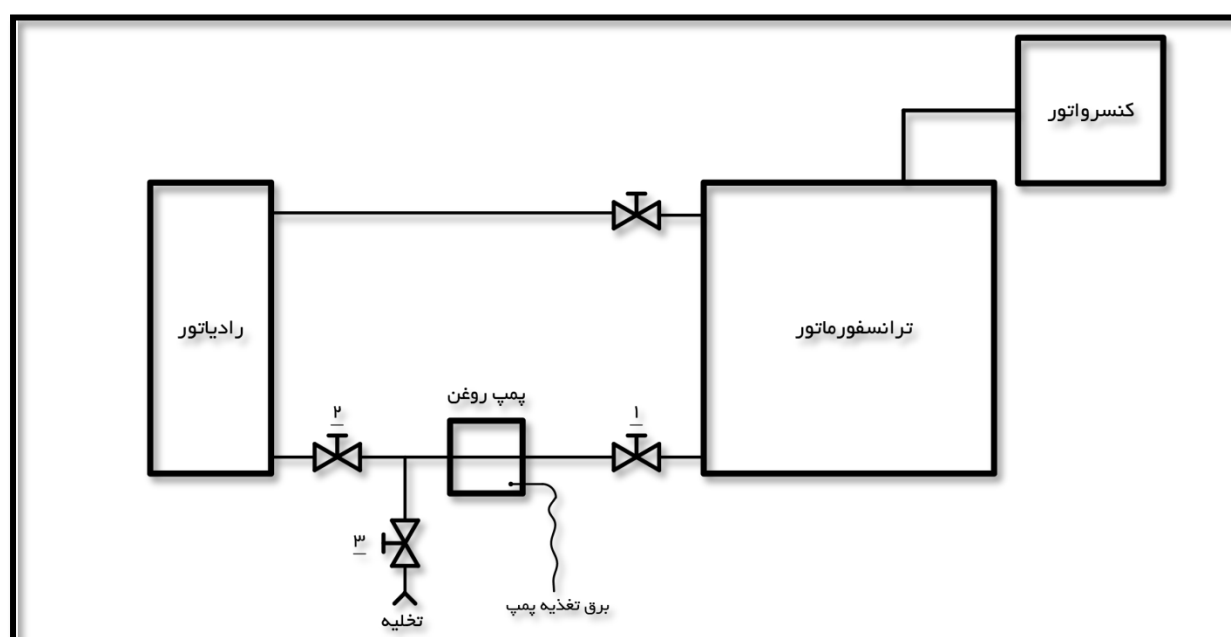 کنسرواتور
رادیاتور
ترانسفورماتور
پمپ روغن
۲
۱
۳
تخلیه
برق تغذیه پمپ